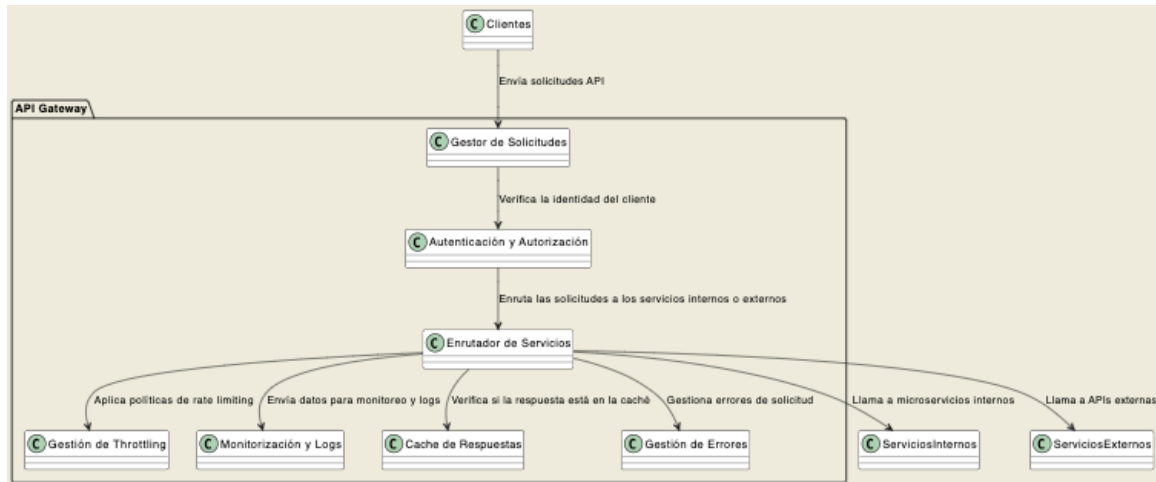 C Clientes
Envía solicitudes API
API Gateway
C Gestor de Solicitudes
Verifica la identidad del cliente
C Autenticación y Autorización
Enruta las solicitudes a los servicios internos o externos
C Enrutador de Servicios
Aplica políticas de rate limiting
Envía datos para monitoreo y logs
Verifica si la respuesta está en la caché
Gestiona errores de solicitud
Llama a microservicios internos
Llama a APIs externas
C Gestión de Throttling
C Monitorización y Logs
C Cache de Respuestas
C Gestión de Errores
C ServiciosInternos
C ServiciosExternos